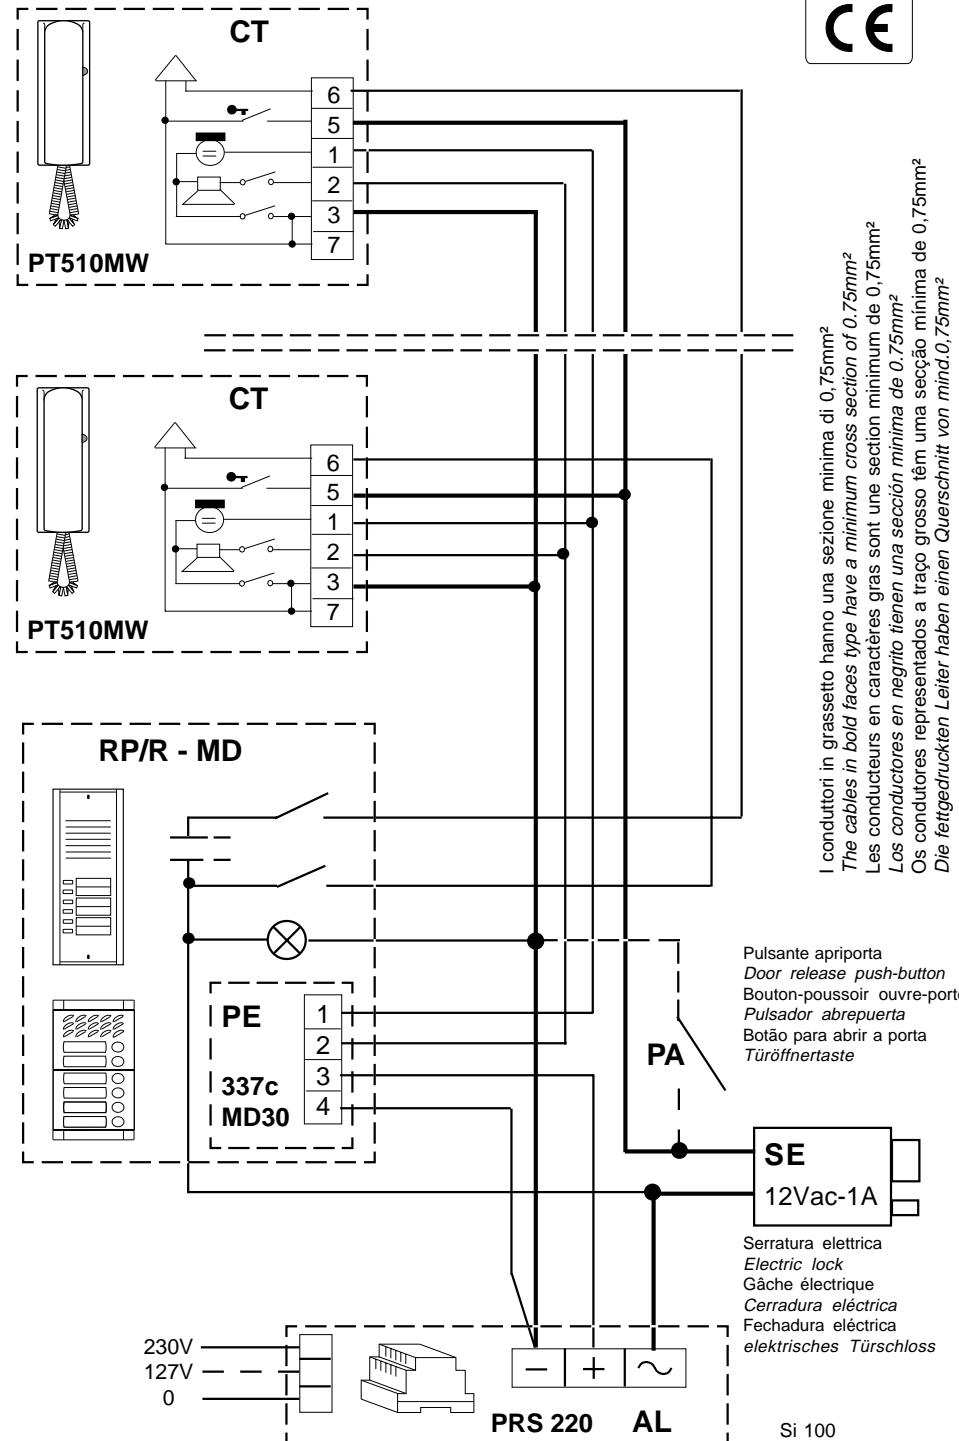 CE
CT
6
5
1
2
3
7
PT510MW
CT
6
5
1
2
3
7
PT510MW
I conduttori in grassetto hanno una sezione minima di 0,75mm²
The cables in bold faces type have a minimum cross section of 0.75mm²
Les conducteurs en caractères gras sont une section minimum de 0,75mm²
Los conductores en negrito tienen una sección minima de 0.75mm²
Os condutores representados a traço grosso têm uma secção mínima de 0,75mm²
Die fettgedruckten Leiter haben einen Querschnitt von mind.0,75mm²
RP/R - MD
PE
1
2
3
4
337c
MD30
Pulsante apriporta
Door release push-button
Bouton-poussoir ouvre-porte
Pulsador abrepuerta
Botão para abrir a porta
Türöffnertaste
PA
SE
12Vac-1A
Serratura elettrica
Electric lock
Gâche électrique
Cerradura eléctrica
Fechadura eléctrica
elektrisches Türschloss
230V
127V
0
– + ~
PRS 220 AL
Si 100